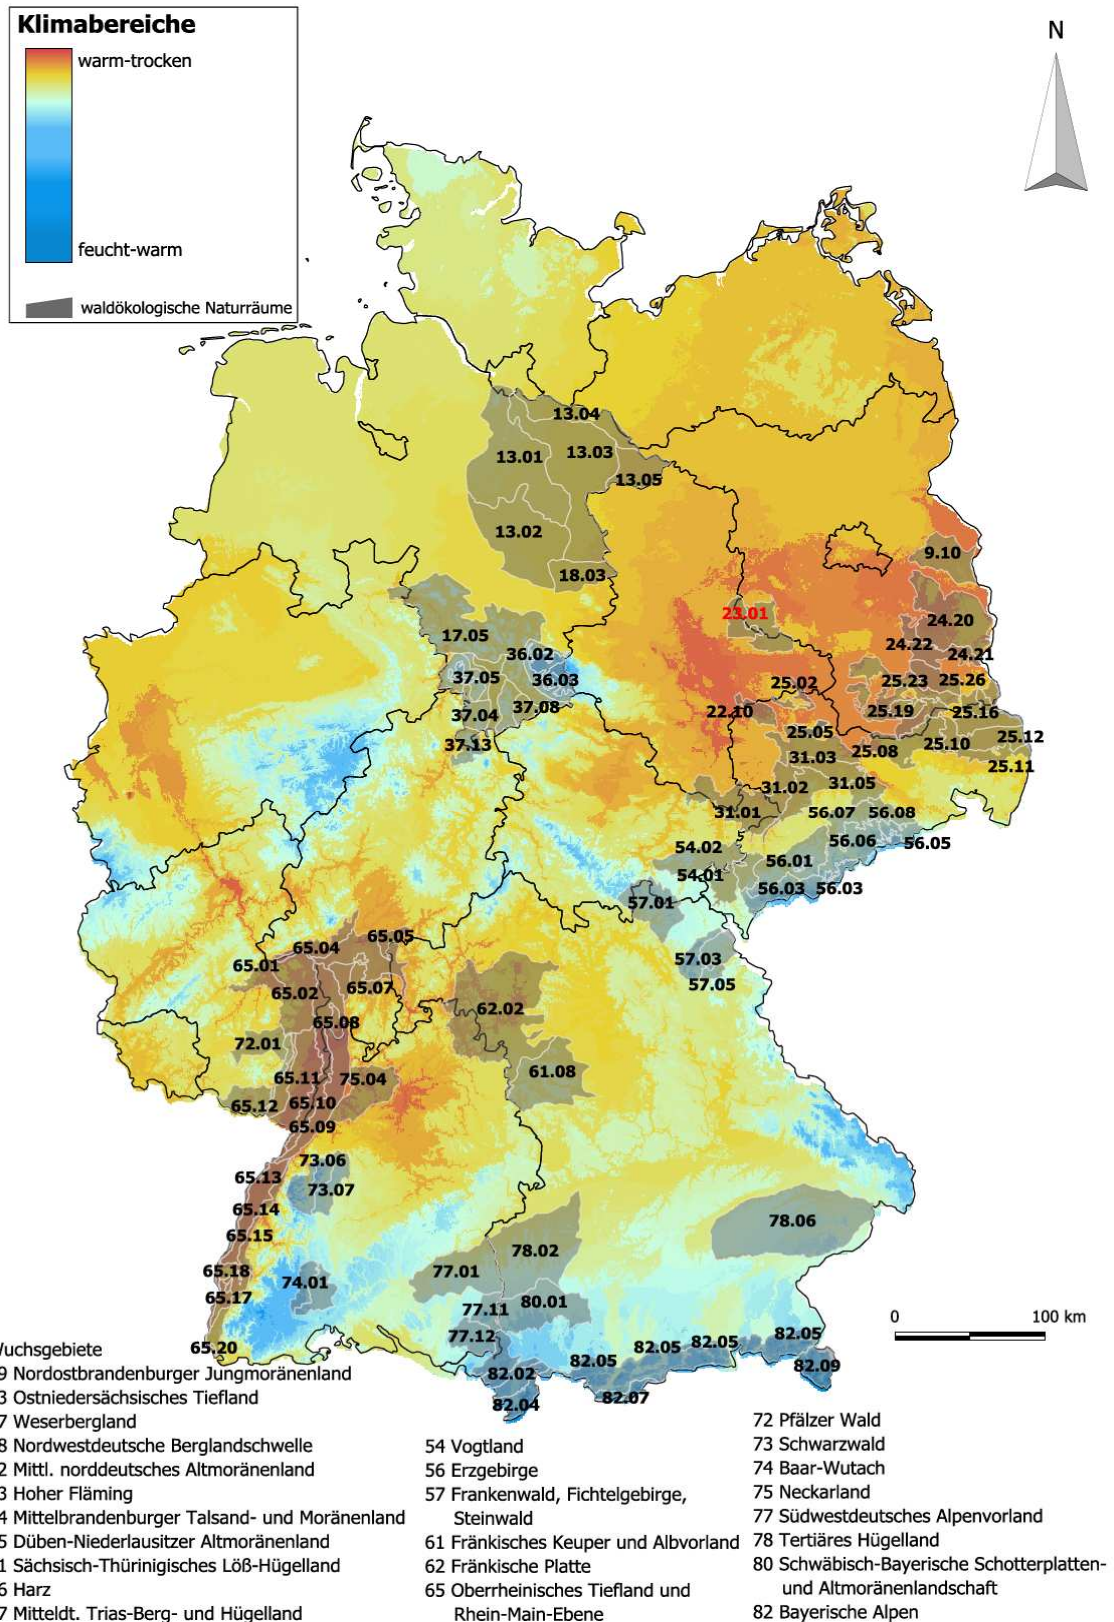 Klimabereiche
warm-trocken
feucht-warm
waldökologische Naturräume
N
13.04
13.01
13.03
13.05
13.02
18.03
9.10
23.01
24.20
17.05
24.22
36.02
24.21
37.05
36.03
25.02
25.23
25.26
37.04
37.08
22.10
25.19
25.16
37.13
25.05
25.08
25.10
25.12
31.03
25.11
31.02
31.05
31.01
56.07
56.08
54.02
56.06
56.05
56.01
54.01
56.03
56.03
57.01
65.05
65.04
65.01
57.03
65.02
65.07
57.05
62.02
65.08
72.01
61.08
65.11
75.04
65.12
65.10
65.09
73.06
65.13
73.07
65.14
78.06
65.15
78.02
65.18
77.01
74.01
65.17
80.01
77.11
0
100 km
77.12
65.20
82.05
82.05
82.05
82.05
82.02
82.09
82.04
82.07
uchsgebiete
9 Nordostbrandenburger Jungmoränenland
3 Ostniedersächsisches Tiefland
7 Weserbergland
8 Nordwestdeutsche Berglandschwelle
2 Mittl. norddeutsches Altmoränenland
3 Hoher Fläming
4 Mittelbrandenburger Talsand- und Moränenland
5 Düben-Niederlausitzer Altmoränenland
1 Sächsisch-Thürinigisches Löß-Hügelland
6 Harz
7 Mitteldt. Trias-Berg- und Hügelland
54 Vogtland
56 Erzgebirge
57 Frankenwald, Fichtelgebirge,
Steinwald
61 Fränkisches Keuper und Albvorland
62 Fränkische Platte
65 Oberrheinisches Tiefland und
Rhein-Main-Ebene
72 Pfälzer Wald
73 Schwarzwald
74 Baar-Wutach
75 Neckarland
77 Südwestdeutsches Alpenvorland
78 Tertiäres Hügelland
80 Schwäbisch-Bayerische Schotterplatten-
und Altmoränenlandschaft
82 Bayerische Alpen